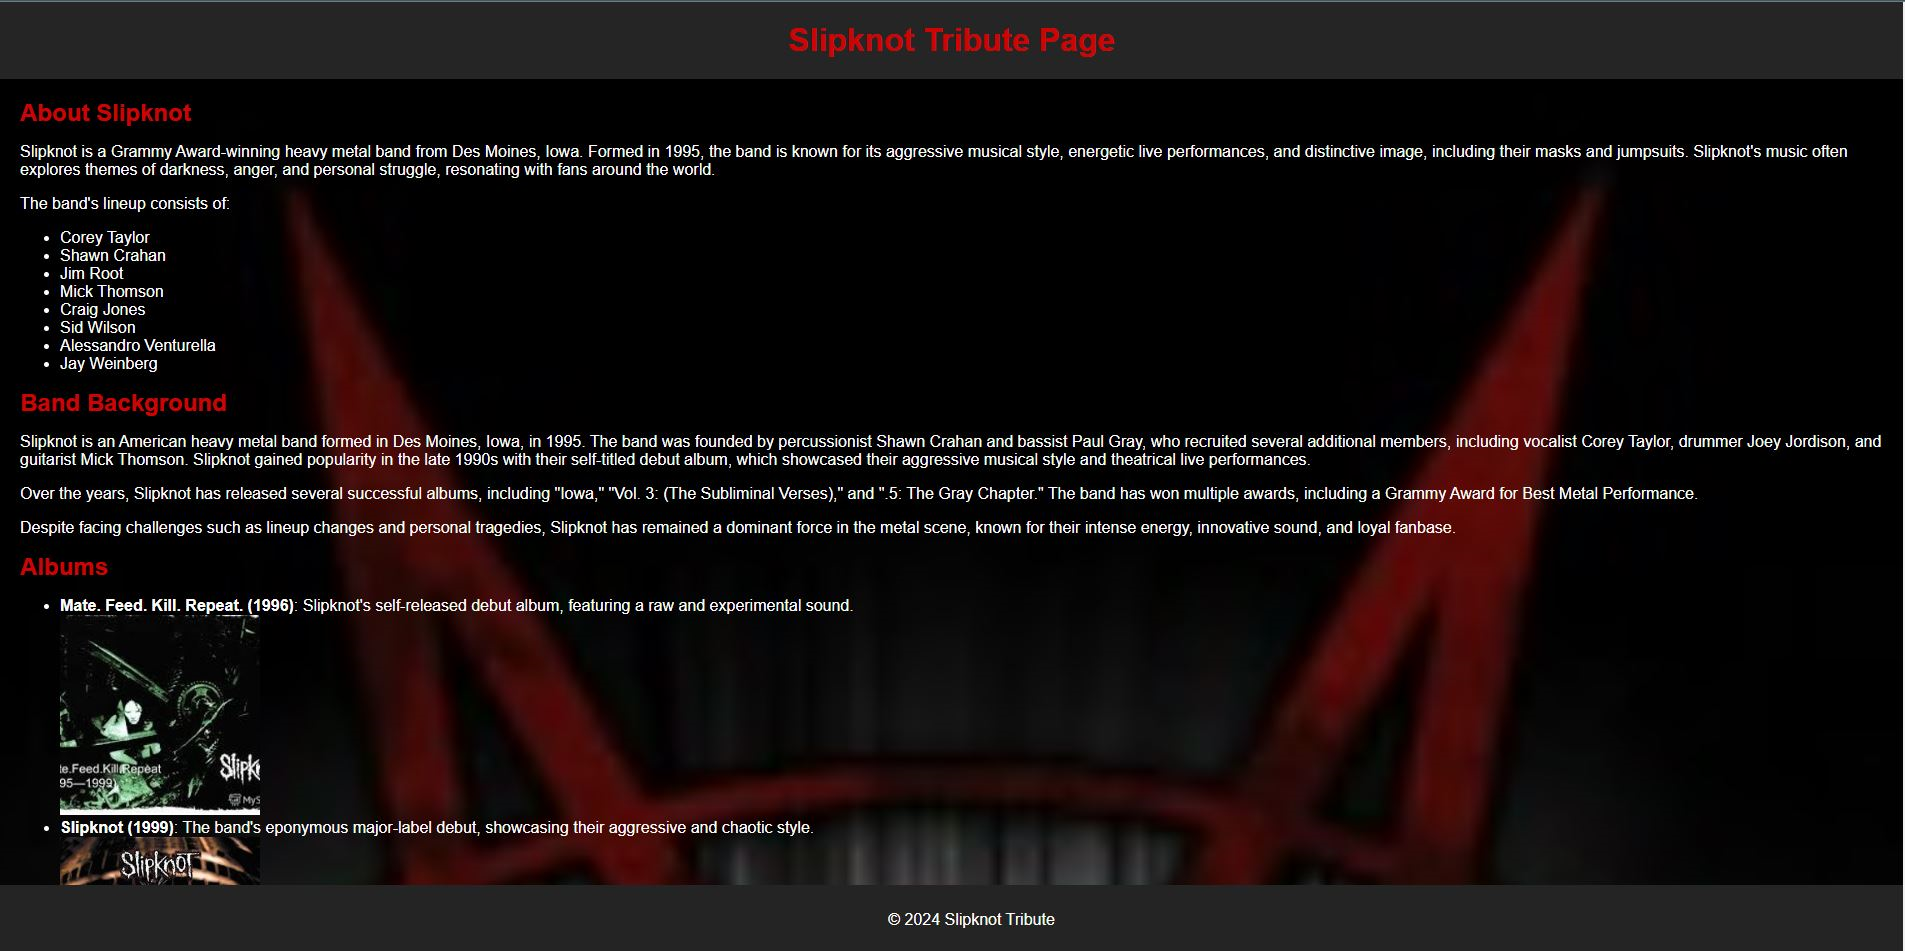 Slipknot Tribute Page
About Slipknot
Slipknot is a Grammy Award-winning heavy metal band from Des Moines, Iowa. Formed in 1995, the band is known for its aggressive musical style, energetic live performances, and distinctive image, including their masks and jumpsuits. Slipknot's music often
explores themes of darkness, anger, and personal struggle, resonating with fans around the world.
The band's lineup consists of:
• Corey Taylor
• Shawn Crahan
• Jim Root
• Mick Thomson
• Craig Jones
• Sid Wilson
• Alessandro Venturella
• Jay Weinberg
Band Background
Slipknot is an American heavy metal band formed in Des Moines, Iowa, in 1995. The band was founded by percussionist Shawn Crahan and bassist Paul Gray, who recruited several additional members, including vocalist Corey Taylor, drummer Joey Jordison, and
guitarist Mick Thomson. Slipknot gained popularity in the late 1990s with their self-titled debut album, which showcased their aggressive musical style and theatrical live performances.
Over the years, Slipknot has released several successful albums, including "Iowa," "Vol. 3: (The Subliminal Verses)," and ".5: The Gray Chapter." The band has won multiple awards, including a Grammy Award for Best Metal Performance.
Despite facing challenges such as lineup changes and personal tragedies, Slipknot has remained a dominant force in the metal scene, known for their intense energy, innovative sound, and loyal fanbase.
Albums
• Mate. Feed. Kill. Repeat. (1996): Slipknot's self-released debut album, featuring a raw and experimental sound.
Slipk
te.Feed.Kill.Repeat
95—1999)
MyS
• Slipknot (1999): The band's eponymous major-label debut, showcasing their aggressive and chaotic style.
SlipknoT
© 2024 Slipknot Tribute